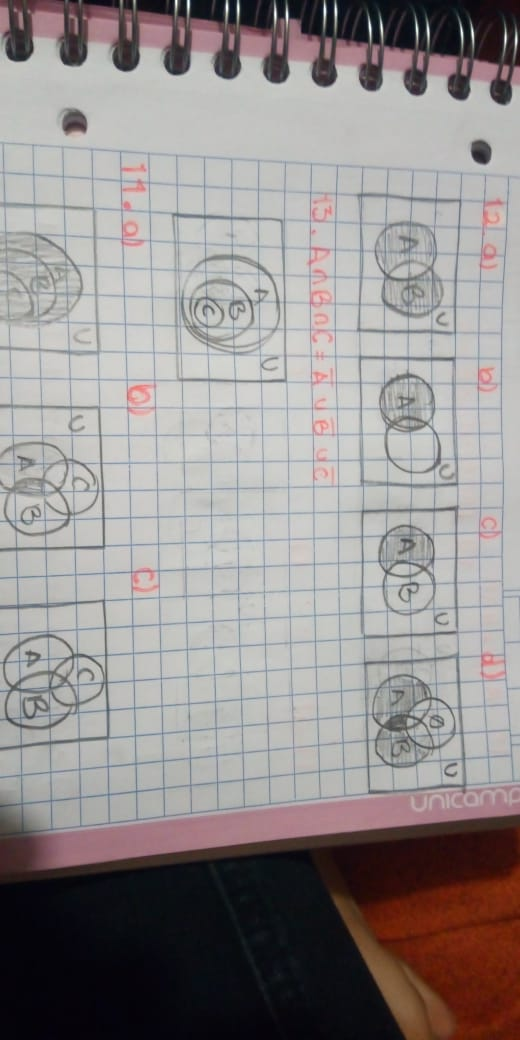 12. a) b) c) d)
A B U
A U
A B U
A B U
13. A∩B∩C = A̅ ∪ B̅ ∪ C̅
A B C U
11. a) b) c)
A B C U
U C A B
C A B
unicamp